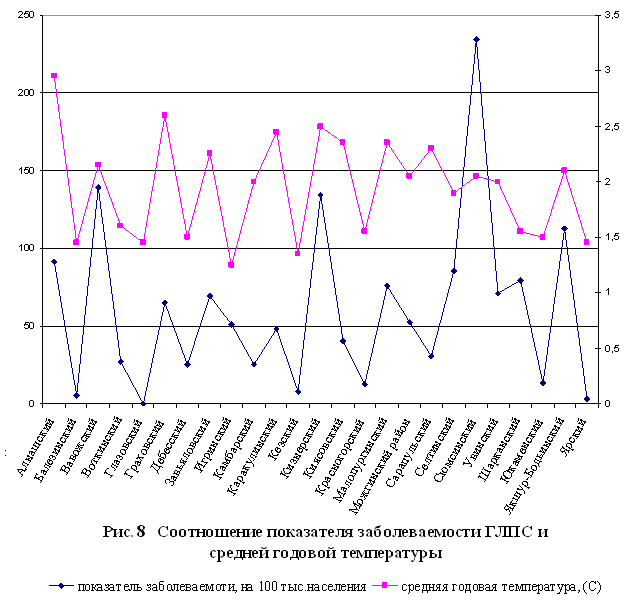 250
200
150
100
50
0
3,5
3
2,5
2
1,5
1
0,5
0
Алнашский
Балезинский
Вавожский
Воткинский
Глазовский
Граховский
Дебесский
Завьяловский
Игринский
Камбарский
Каракулинский
Кезский
Кизнерский
Киясовский
Красногорский
Малопургинский
Можгинский район
Сарапульский
Селтинский
Сюмсинский
Увинский
Шарканский
Юкаменский
Якшур-Бодьинский
Ярский
:
Рис. 8 Соотношение показателя заболеваемости ГЛПС и
средней годовой температуры
показатель заболеваемоти, на 100 тыс.населения средняя годовая температура, (С)